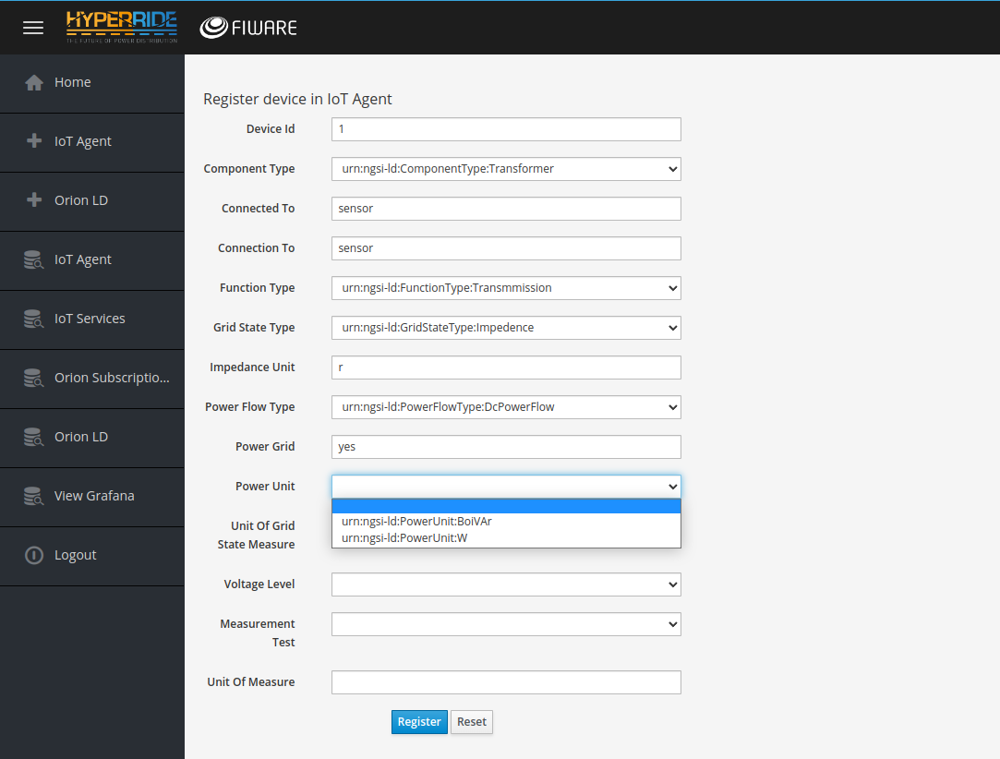 HYPERRIDE
THE FUTURE OF POWER DISTRIBUTION
FIWARE
Home
IoT Agent
Orion LD
IoT Agent
IoT Services
Orion Subscriptio...
Orion LD
View Grafana
Logout
Register device in IoT Agent
Device Id 1
Component Type urn:ngsi-ld:ComponentType:Transformer
Connected To sensor
Connection To sensor
Function Type urn:ngsi-ld:FunctionType:Transmmission
Grid State Type urn:ngsi-ld:GridStateType:Impedence
Impedance Unit r
Power Flow Type urn:ngsi-ld:PowerFlowType:DcPowerFlow
Power Grid yes
Power Unit
urn:ngsi-ld:PowerUnit:BoiVAr
urn:ngsi-ld:PowerUnit:W
Unit Of Grid
State Measure
Voltage Level
Measurement
Test
Unit Of Measure
Register Reset